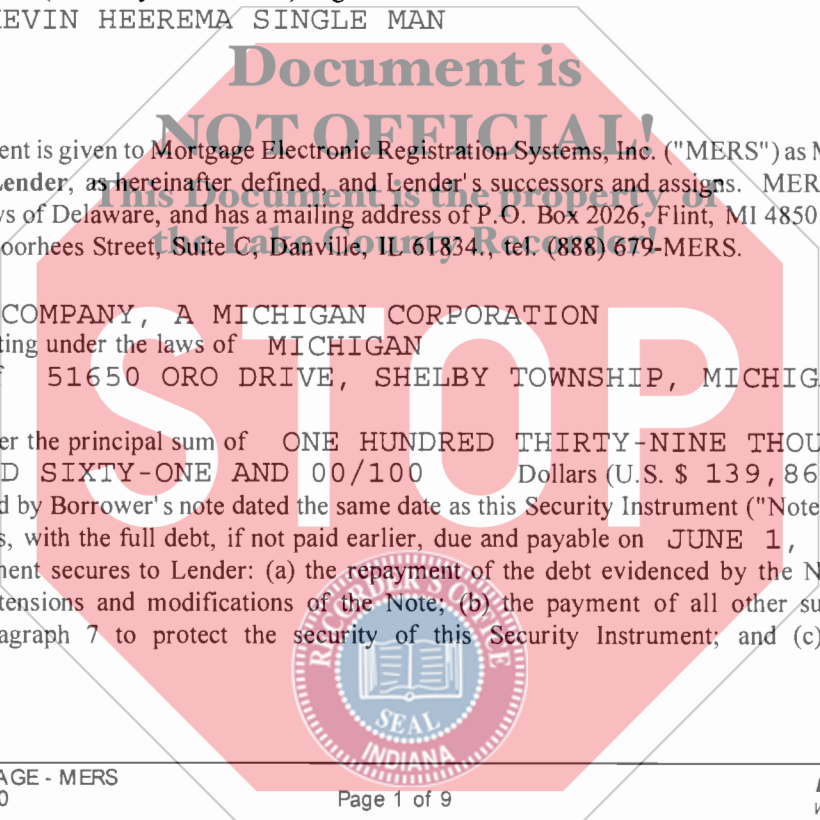 EVIN HEEREMA SINGLE MAN
Document is
NOT OFFICIAL!
ent is given to Mortgage Electronic Registration Systems, Inc. ("MERS") as
ender, as hereinafter defined, and Lender's successors and assigns. MER
ws of Delaware, and has a mailing address of P.O. Box 2026, Flint, MI 4850
This Document is the property of
oorhees Street, Suite C, Danville, IL 61834., tel. (888) 679-MERS.
the Lake County Recorder!
COMPANY, A MICHIGAN CORPORATION
ting under the laws of MICHIGAN
51650 ORO DRIVE, SHELBY TOWNSHIP, MICHIG
STOP
er the principal sum of ONE HUNDRED THIRTY-NINE THOU
D SIXTY-ONE AND 00/100 Dollars (U.S. $ 139,86
d by Borrower's note dated the same date as this Security Instrument ("Note
s, with the full debt, if not paid earlier, due and payable on JUNE 1,
ment secures to Lender: (a) the repayment of the debt evidenced by the N
tensions and modifications of the Note; (b) the payment of all other su
agraph 7 to protect the security of this Security Instrument; and (c)
RECORDER'S OFFICE
SEAL
INDIANA
AGE - MERS
0
Page 1 of 9